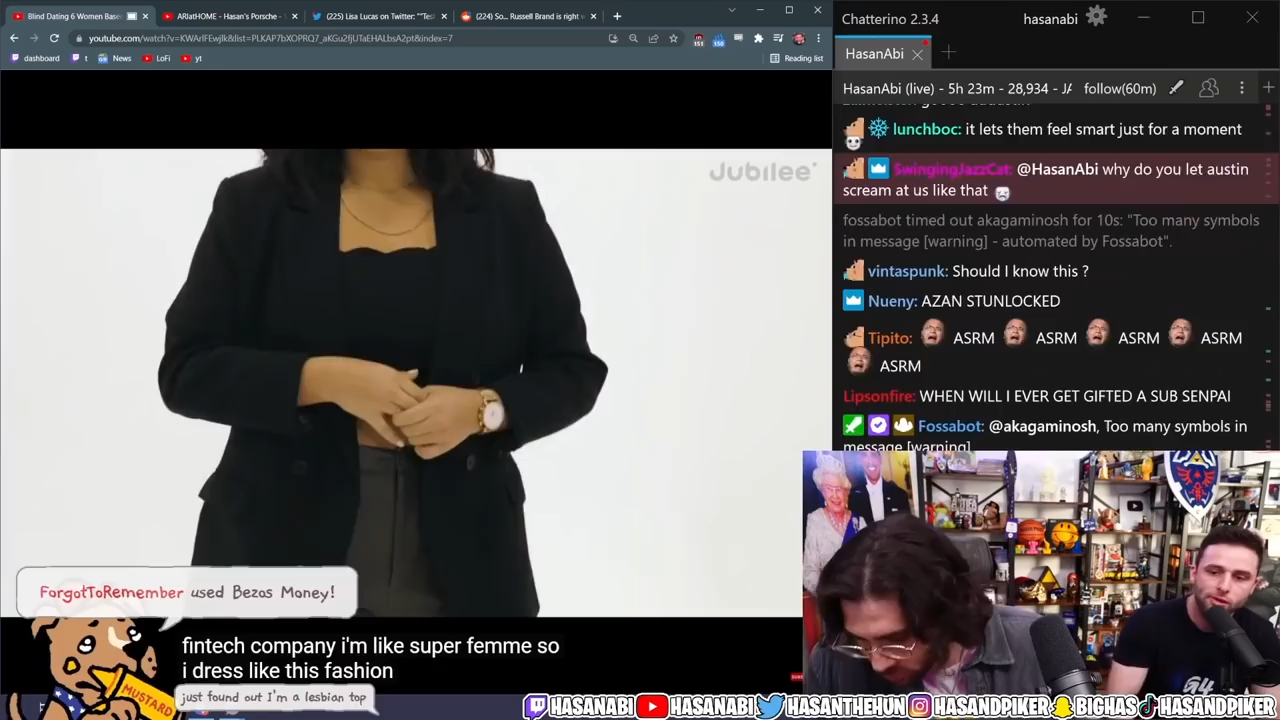 Blind Dating 6 Women Base
ARIatHOME - Hasan's Porsche -
(225) Lisa Lucas on Twitter: ""Tes
(224) So... Russell Brand is right w
youtube.com/watch?v=KWArIFEwjlk&list=PLKAP7bXOPRQ7_aKGu2fjUTaEHALbsA2pt&index=7
dashboard
t
News
LoFi
yt
Reading list
Jubilee
Chatterino 2.3.4
hasanabi
HasanAbi
HasanAbi (live) - 5h 23m - 28,934 - JA
follow(60m)
lunchboc: it lets them feel smart just for a moment
SwingingJazzCat: @HasanAbi why do you let austin
scream at us like that
fossabot timed out akagaminosh for 10s: "Too many symbols
in message [warning] - automated by Fossabot".
vintaspunk: Should I know this ?
Nueny: AZAN STUNLOCKED
Tipito: ASRM ASRM ASRM ASRM
ASRM
Lipsonfire: WHEN WILL I EVER GET GIFTED A SUB SENPAI
Fossabot: @akagaminosh, Too many symbols in
message [warning]
ForgotToRemember used Bezos Money!
fintech company i'm like super femme so
i dress like this fashion
MUSTARD
just found out I'm a lesbian top
HASANABI
HASANABI
HASANTHEHUN
HASANDPIKER
BIGHAS
HASANDPIKER